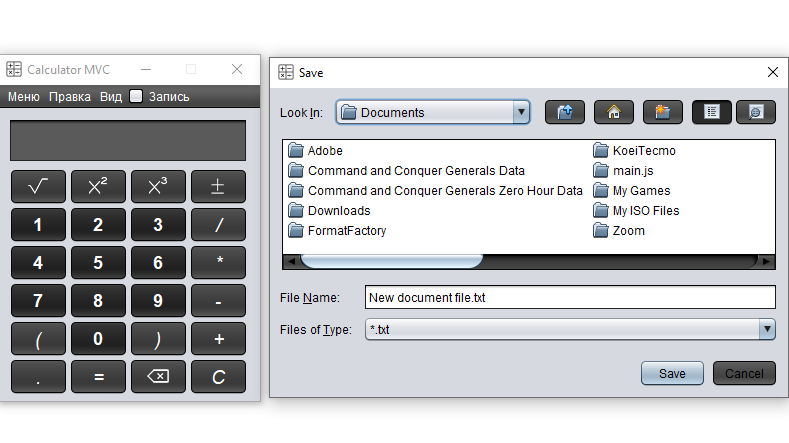 Calculator MVC
Меню Правка Вид Запись
√ X² X³ ±
1 2 3 /
4 5 6 *
7 8 9 -
( 0 ) +
. = C
Save
Look In: Documents
Adobe
Command and Conquer Generals Data
Command and Conquer Generals Zero Hour Data
Downloads
FormatFactory
KoeiTecmo
main.js
My Games
My ISO Files
Zoom
File Name: New document file.txt
Files of Type: *.txt
Save Cancel